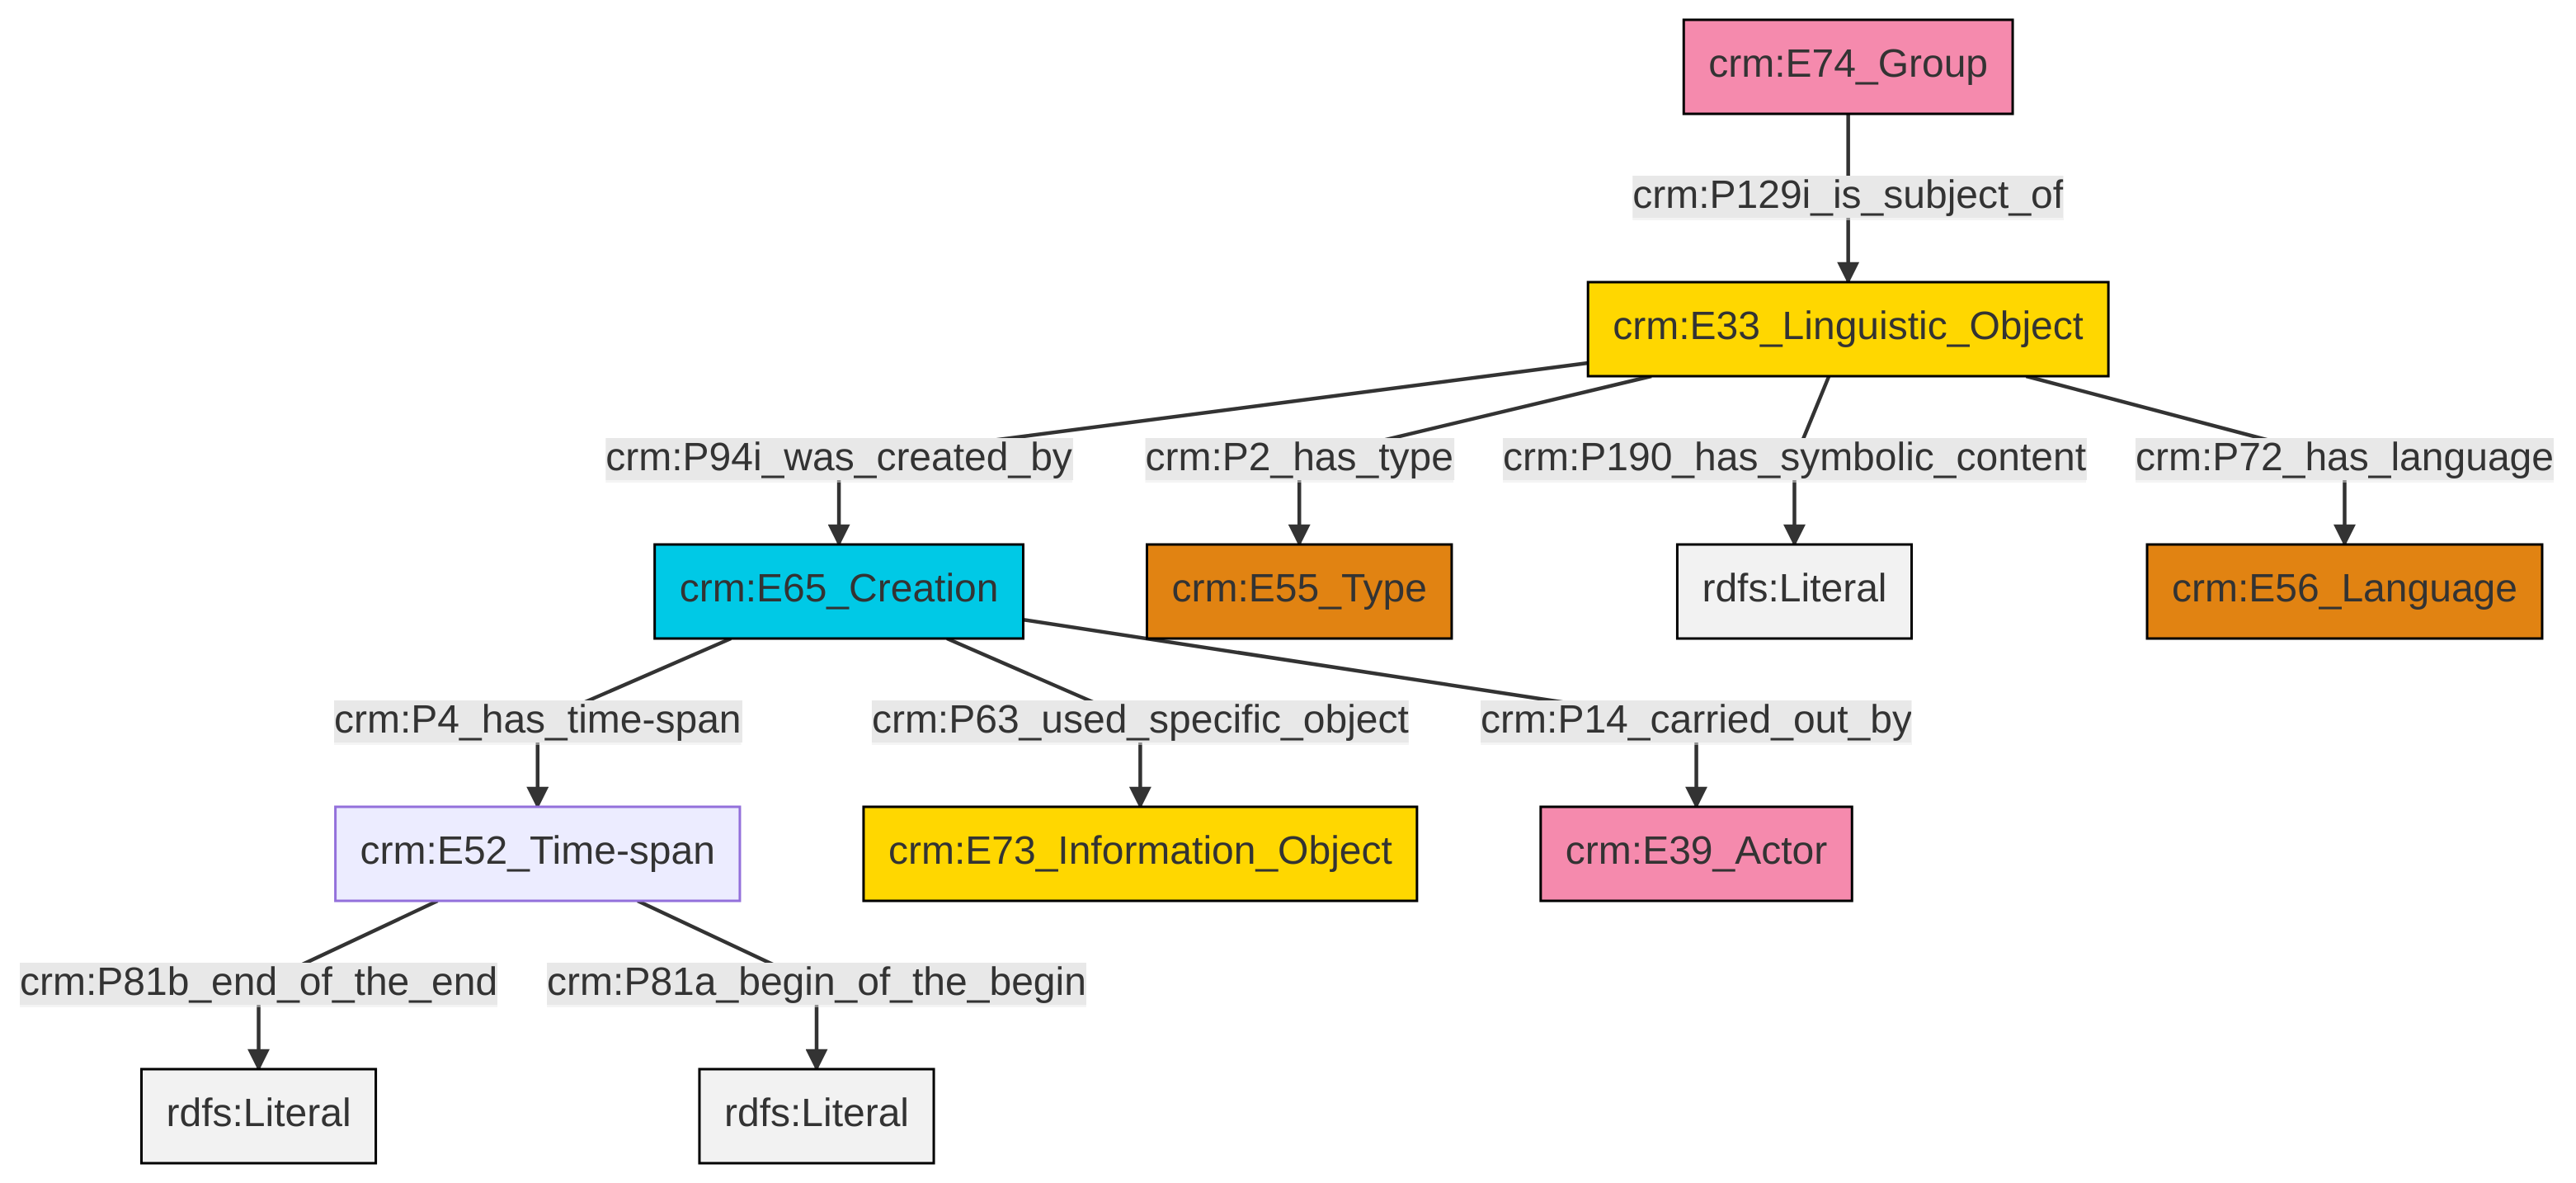 crm:E74_Group
crm:P129i_is_subject_of
crm:E33_Linguistic_Object
crm:P94i_was_created_by
crm:P2_has_type
crm:P190_has_symbolic_content
crm:P72_has_language
crm:E65_Creation
crm:E55_Type
rdfs:Literal
crm:E56_Language
crm:P4_has_time-span
crm:P63_used_specific_object
crm:P14_carried_out_by
crm:E52_Time-span
crm:E73_Information_Object
crm:E39_Actor
crm:P81b_end_of_the_end
crm:P81a_begin_of_the_begin
rdfs:Literal
rdfs:Literal